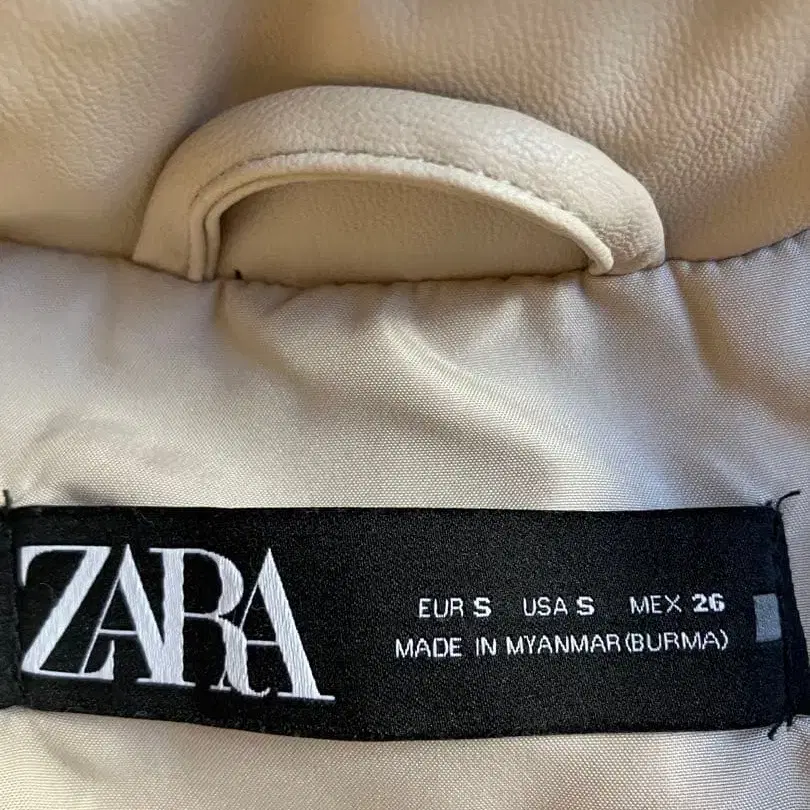 ZARA
EUR S USA S MEX 26
MADE IN MYANMAR (BURMA)